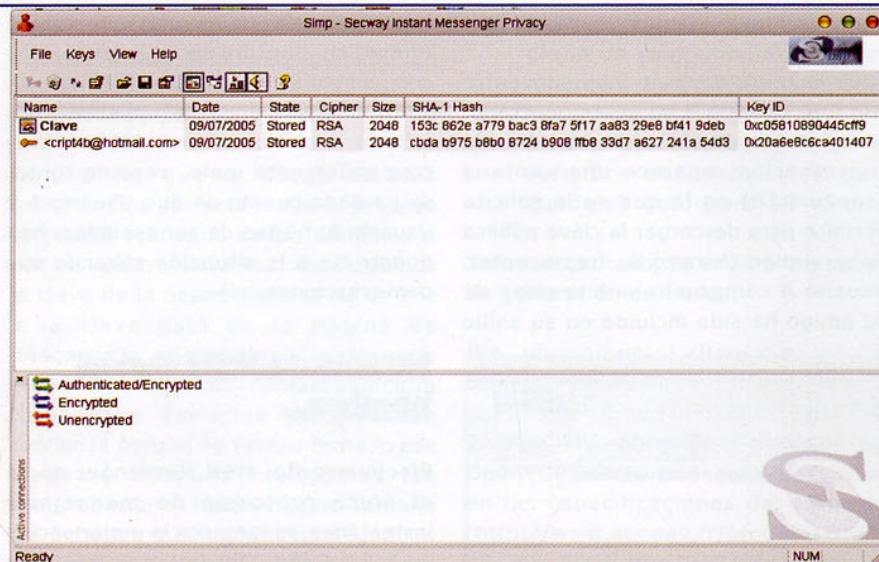 Simp - Secway Instant Messenger Privacy
File Keys View Help
Name Date State Cipher Size SHA-1 Hash Key ID
Clave 09/07/2005 Stored RSA 2048 153c 862e a779 bac3 8fa7 5f17 aa83 29e8 bf41 9deb 0xc05810890445cff9
<cript4b@hotmail.com> 09/07/2005 Stored RSA 2048 cbda b975 b8b0 8724 b908 ffb8 33d7 a627 241a 54d3 0x20a6e8c6ca401407
Authenticated/Encrypted
Encrypted
Unencrypted
Active connections
Ready NUM